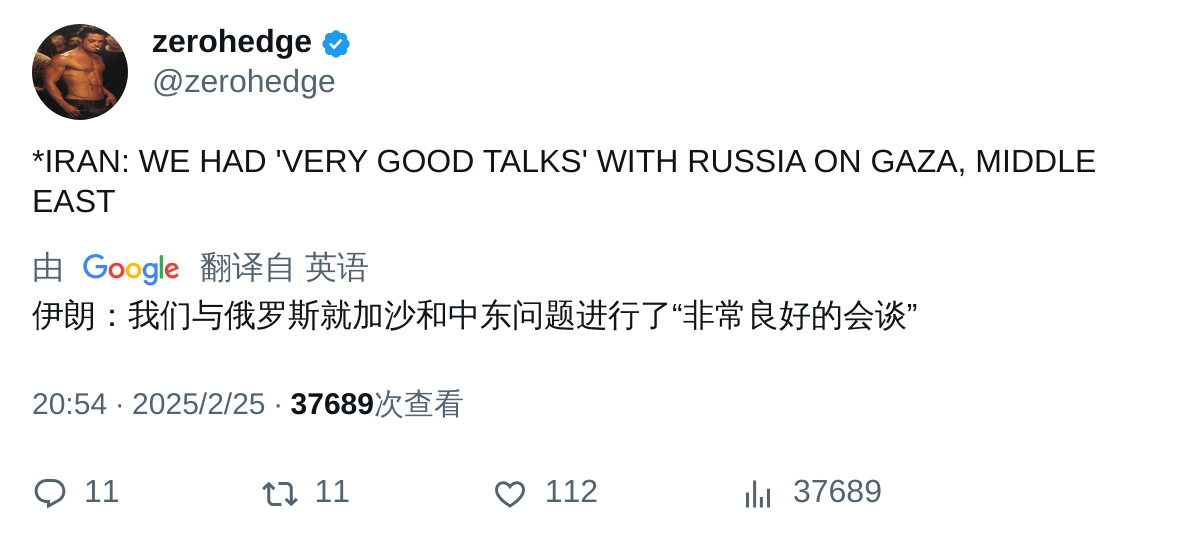 zerohedge
@zerohedge
*IRAN: WE HAD 'VERY GOOD TALKS' WITH RUSSIA ON GAZA, MIDDLE
EAST
由 Google 翻译自 英语
伊朗：我们与俄罗斯就加沙和中东问题进行了“非常良好的会谈”
20:54 · 2025/2/25 · 37689次查看
11 11 112 37689